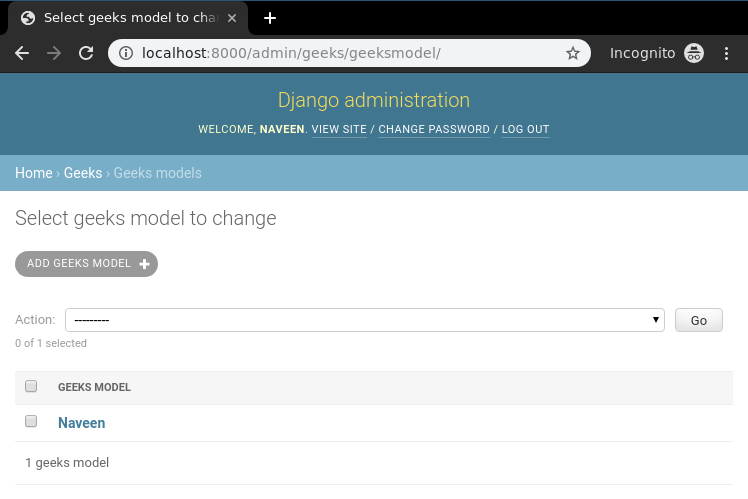 Select geeks model to cha
localhost:8000/admin/geeks/geeksmodel/
Incognito
Django administration
WELCOME, NAVEEN. VIEW SITE / CHANGE PASSWORD / LOG OUT
Home › Geeks › Geeks models
Select geeks model to change
ADD GEEKS MODEL +
Action: --------- Go
0 of 1 selected
GEEKS MODEL
Naveen
1 geeks model